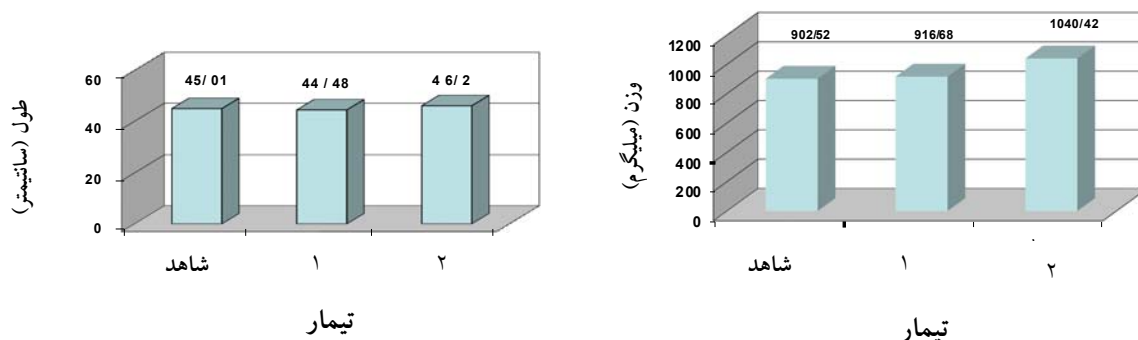 45/ 01 44 / 48 4 6/ 2
60
40
20
0
طول (سانتیمتر)
شاهد ۱ ۲
تیمار
902/52 916/68 1040/42
1200
1000
800
600
400
200
0
وزن (میلیگرم)
شاهد ۱ ۲
تیمار